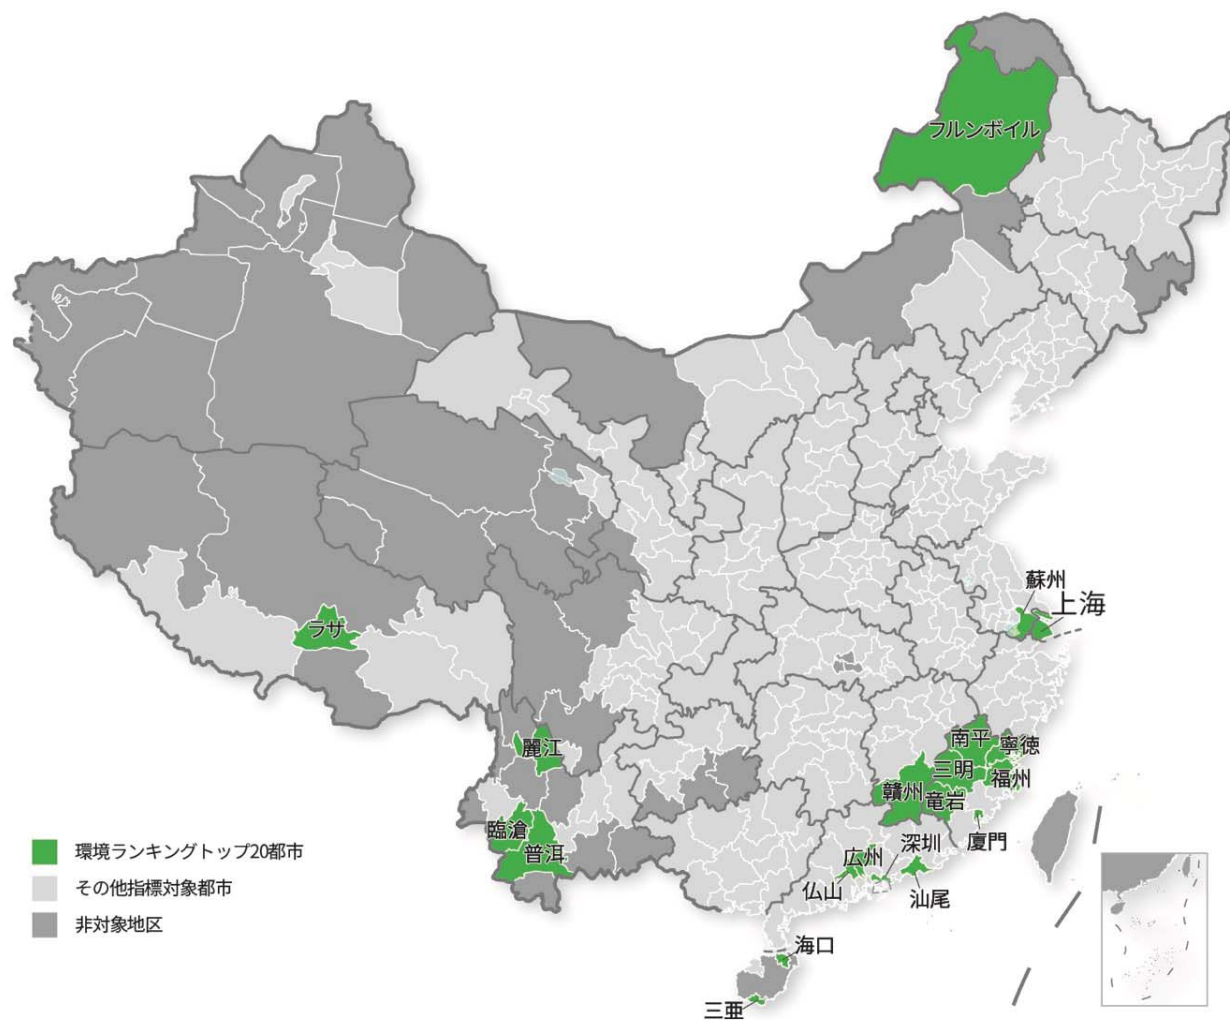 フルンボイル
蘇州
上海
ラサ
麗江
南平
寧徳
三明
福州
贛州
竜岩
臨滄
普洱
広州
深圳
厦門
仏山
汕尾
海口
三亜
環境ランキングトップ20都市
その他指標対象都市
非対象地区